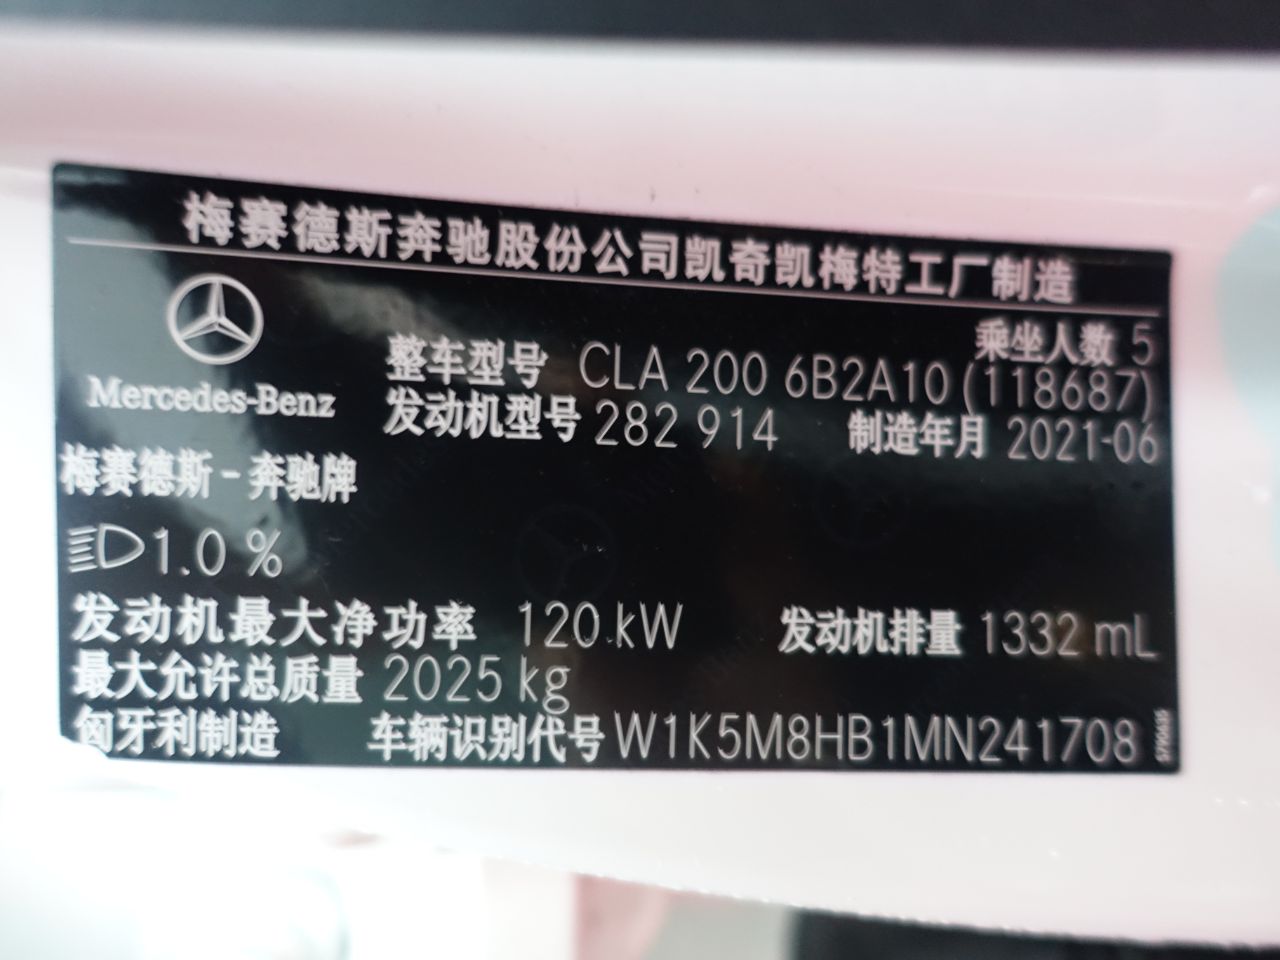 梅赛德斯奔驰股份公司凯奇凯梅特工厂制造
乘坐人数 5
Mercedes-Benz
整车型号 CLA 200 6B2A10 (118687)
发动机型号 282 914 制造年月 2021-06
梅赛德斯-奔驰牌
1.0 %
发动机最大净功率 120 kW 发动机排量 1332 mL
最大允许总质量 2025 kg
匈牙利制造 车辆识别代号 W1K5M8HB1MN241708